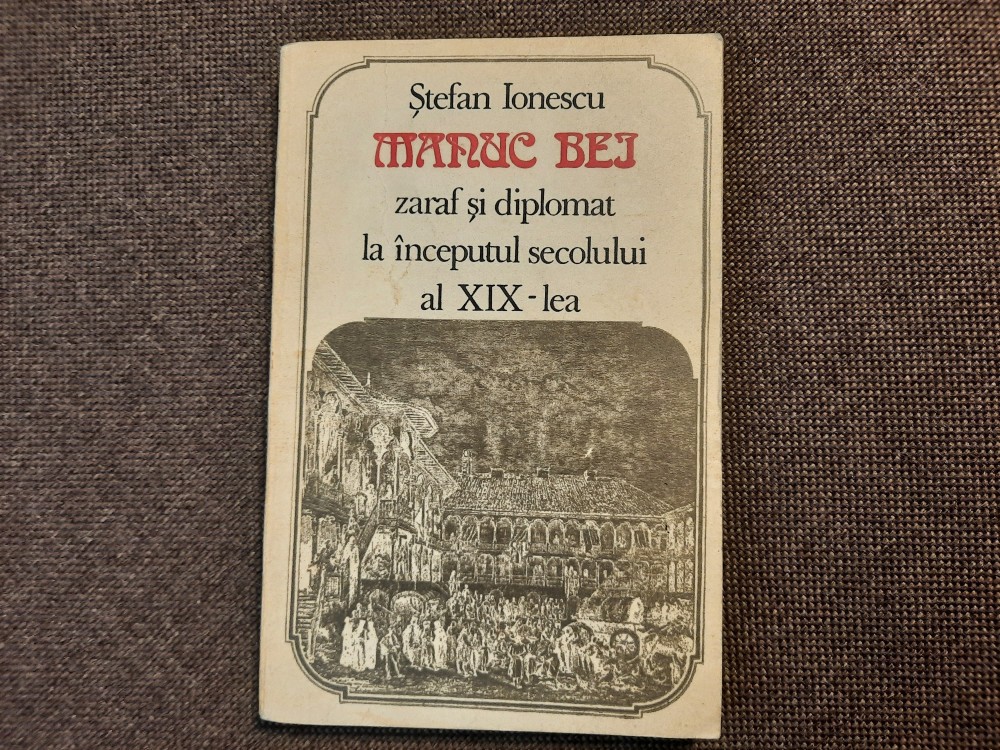 Ștefan Ionescu
MANUC BEI
zaraf și diplomat
la începutul secolului
al XIX-lea